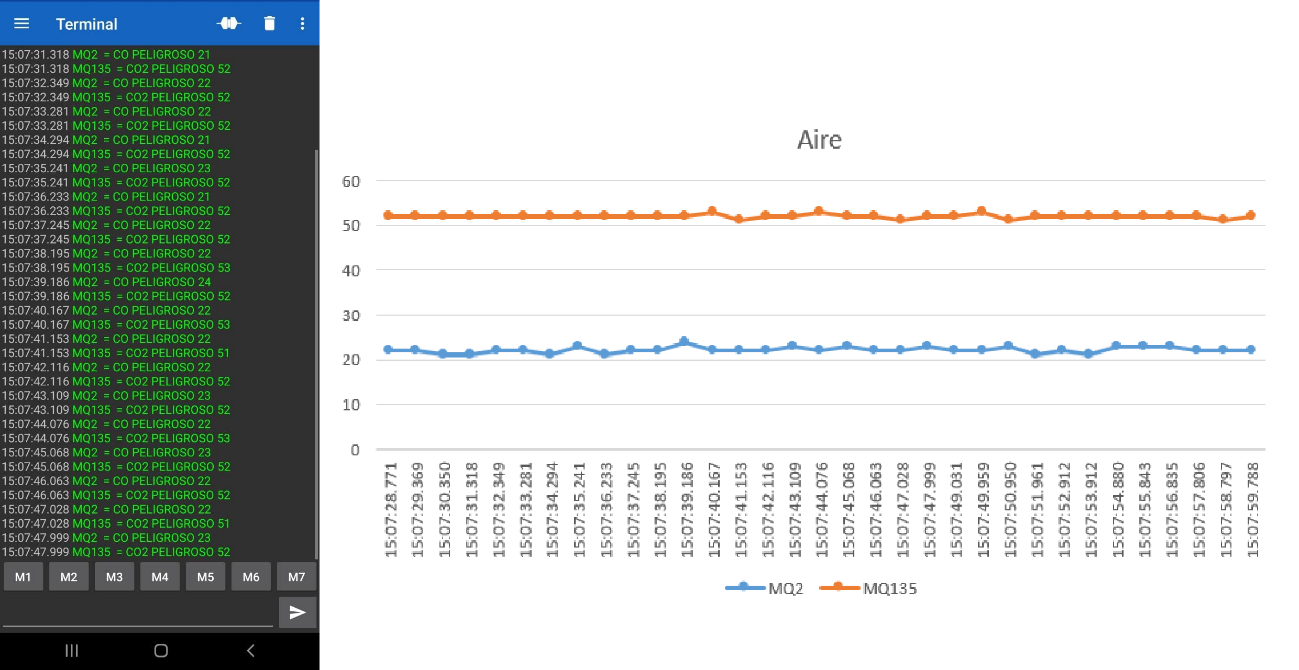 Terminal
15:07:31.318 MQ2 = CO PELIGROSO 21
15:07:31.318 MQ135 = CO2 PELIGROSO 52
15:07:32.349 MQ2 = CO PELIGROSO 22
15:07:32.349 MQ135 = CO2 PELIGROSO 52
15:07:33.281 MQ2 = CO PELIGROSO 22
15:07:33.281 MQ135 = CO2 PELIGROSO 52
15:07:34.294 MQ2 = CO PELIGROSO 21
15:07:34.294 MQ135 = CO2 PELIGROSO 52
15:07:35.241 MQ2 = CO PELIGROSO 23
15:07:35.241 MQ135 = CO2 PELIGROSO 52
15:07:36.233 MQ2 = CO PELIGROSO 21
15:07:36.233 MQ135 = CO2 PELIGROSO 52
15:07:37.245 MQ2 = CO PELIGROSO 22
15:07:37.245 MQ135 = CO2 PELIGROSO 52
15:07:38.195 MQ2 = CO PELIGROSO 22
15:07:38.195 MQ135 = CO2 PELIGROSO 53
15:07:39.186 MQ2 = CO PELIGROSO 24
15:07:39.186 MQ135 = CO2 PELIGROSO 52
15:07:40.167 MQ2 = CO PELIGROSO 22
15:07:40.167 MQ135 = CO2 PELIGROSO 53
15:07:41.153 MQ2 = CO PELIGROSO 22
15:07:41.153 MQ135 = CO2 PELIGROSO 51
15:07:42.116 MQ2 = CO PELIGROSO 22
15:07:42.116 MQ135 = CO2 PELIGROSO 52
15:07:43.109 MQ2 = CO PELIGROSO 23
15:07:43.109 MQ135 = CO2 PELIGROSO 52
15:07:44.076 MQ2 = CO PELIGROSO 22
15:07:44.076 MQ135 = CO2 PELIGROSO 53
15:07:45.068 MQ2 = CO PELIGROSO 23
15:07:45.068 MQ135 = CO2 PELIGROSO 52
15:07:46.063 MQ2 = CO PELIGROSO 22
15:07:46.063 MQ135 = CO2 PELIGROSO 52
15:07:47.028 MQ2 = CO PELIGROSO 22
15:07:47.028 MQ135 = CO2 PELIGROSO 51
15:07:47.999 MQ2 = CO PELIGROSO 23
15:07:47.999 MQ135 = CO2 PELIGROSO 52
M1 M2 M3 M4 M5 M6 M7
Aire
60
50
40
30
20
10
0
15:07:28.771
15:07:29.369
15:07:30.350
15:07:31.318
15:07:32.349
15:07:33.281
15:07:34.294
15:07:35.241
15:07:36.233
15:07:37.245
15:07:38.195
15:07:39.186
15:07:40.167
15:07:41.153
15:07:42.116
15:07:43.109
15:07:44.076
15:07:45.068
15:07:46.063
15:07:47.028
15:07:47.999
15:07:49.031
15:07:49.959
15:07:50.950
15:07:51.961
15:07:52.912
15:07:53.912
15:07:54.880
15:07:55.843
15:07:56.835
15:07:57.806
15:07:58.797
15:07:59.788
MQ2 MQ135